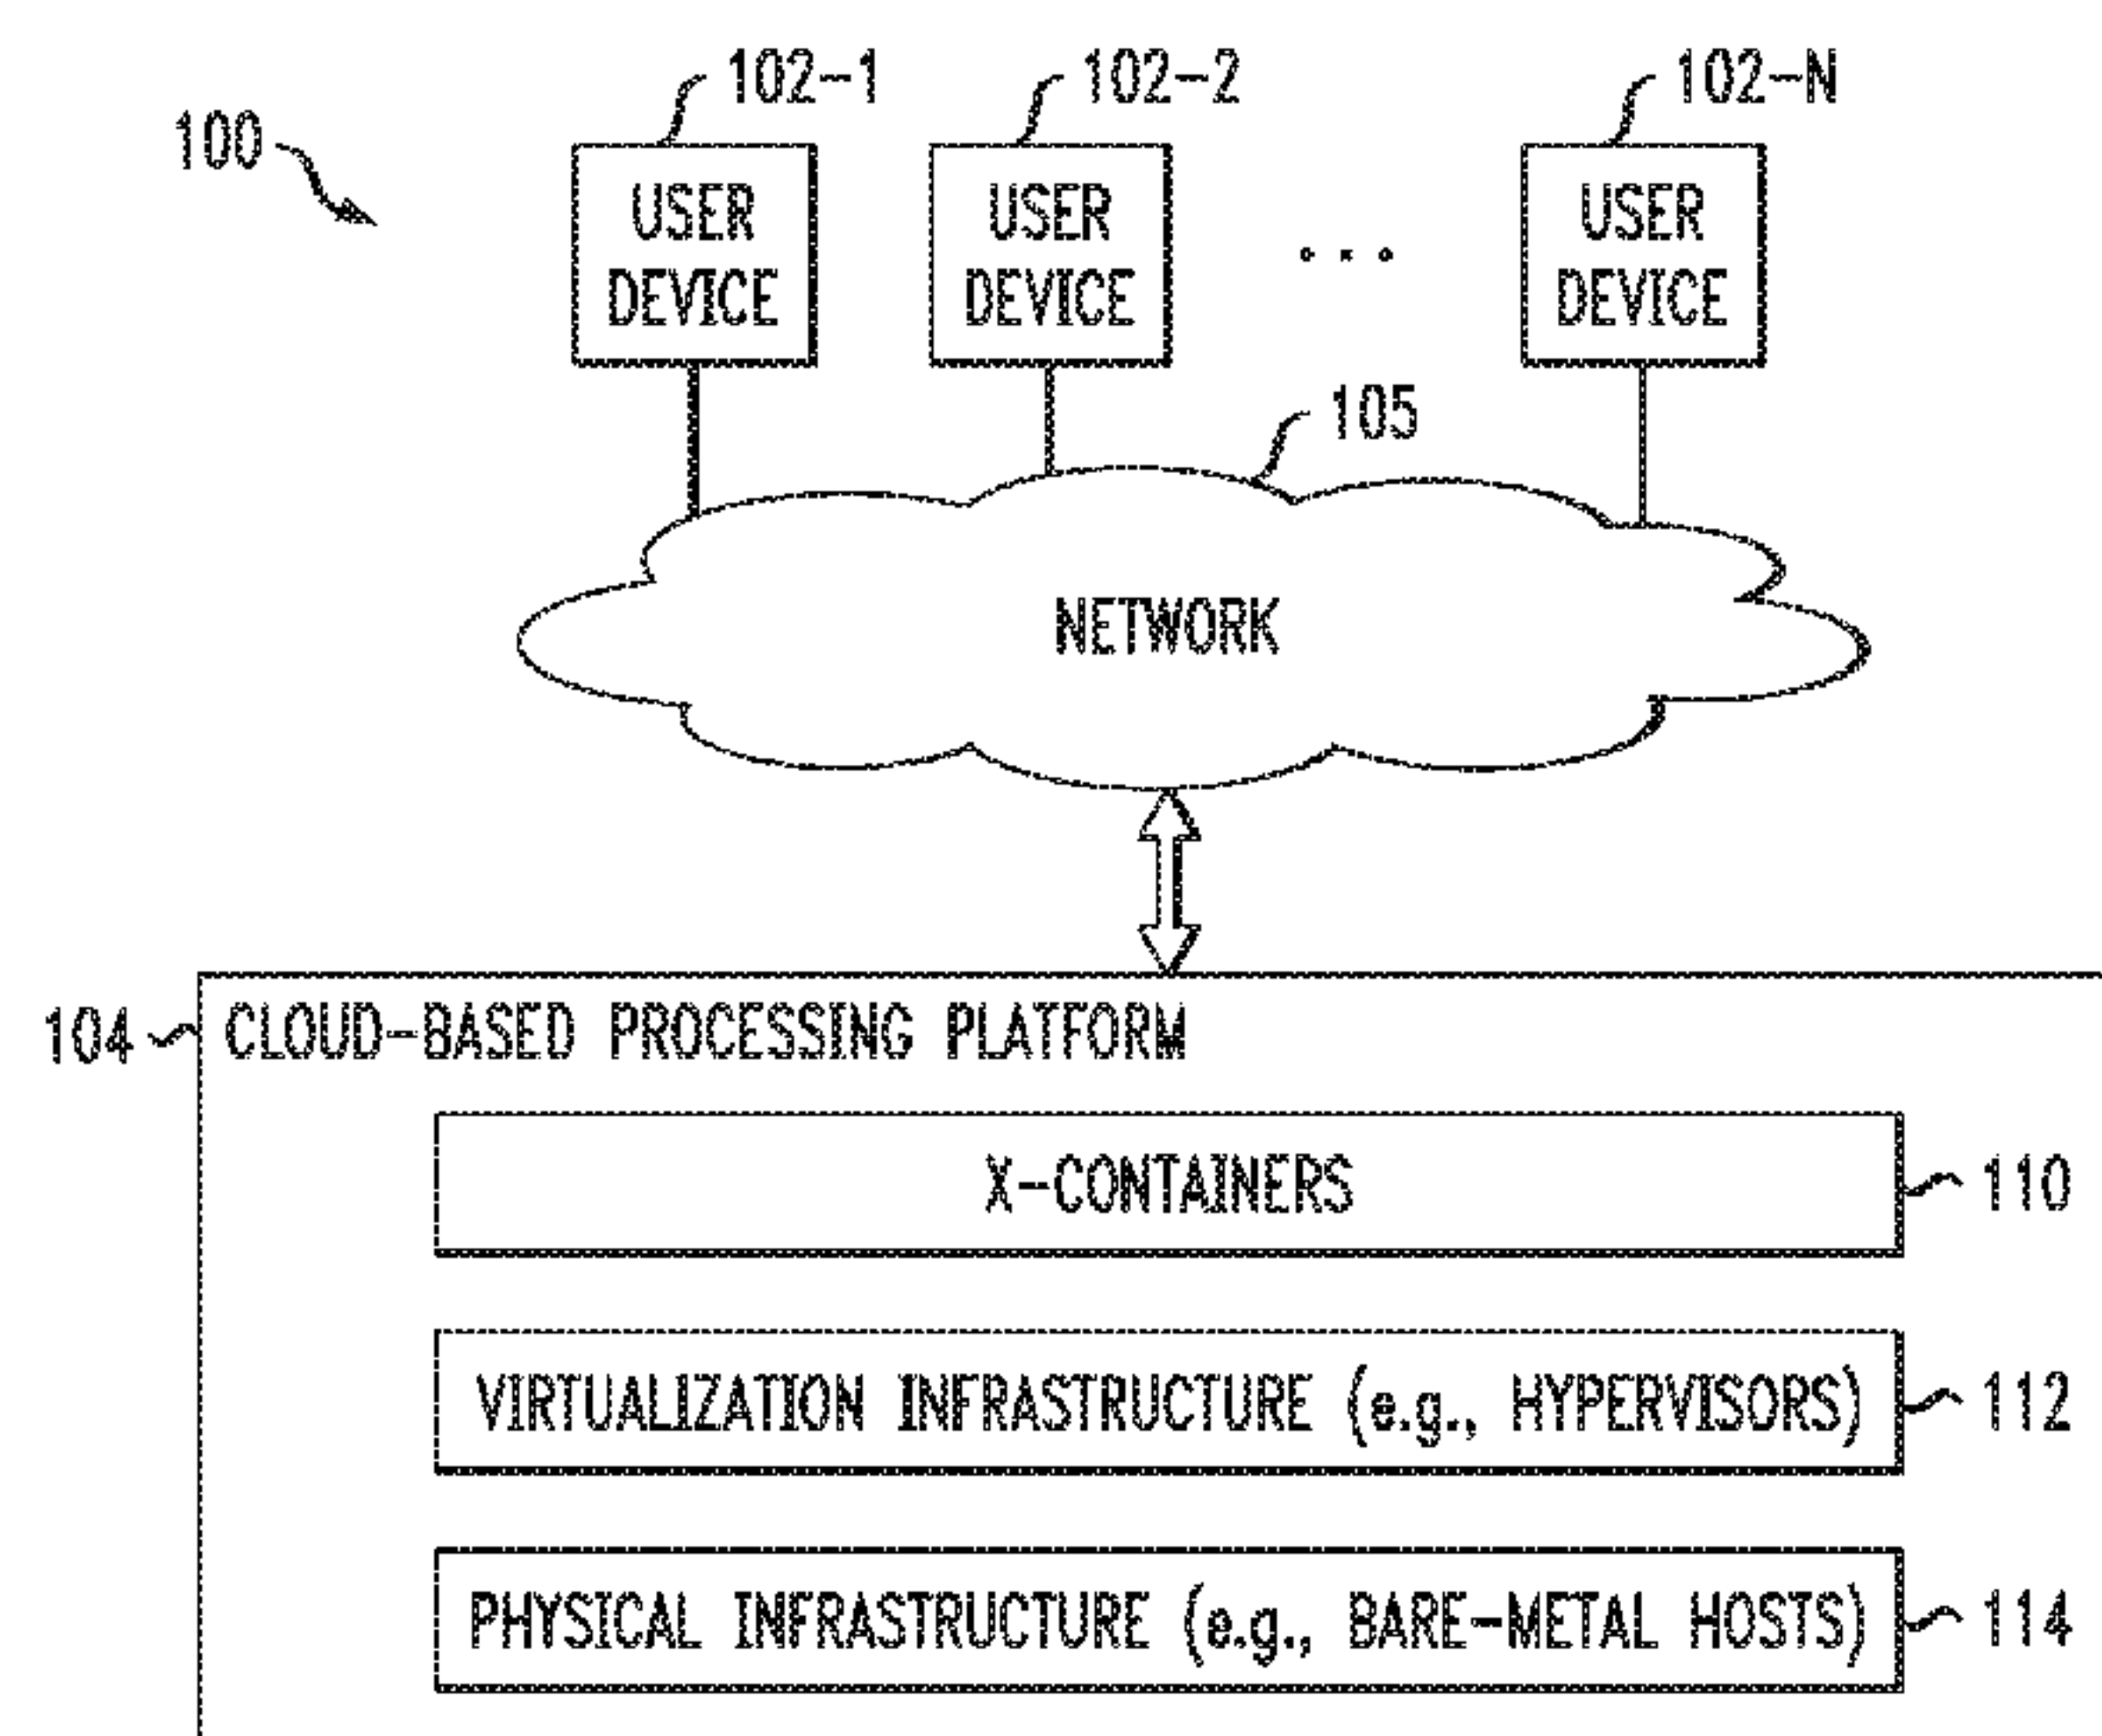 102-1
102-2
102-N
100
USER
DEVICE
USER
DEVICE
. . .
USER
DEVICE
105
NETWORK
104
CLOUD-BASED PROCESSING PLATFORM
X-CONTAINERS
110
VIRTUALIZATION INFRASTRUCTURE (e.g., HYPERVISORS)
112
PHYSICAL INFRASTRUCTURE (e.g., BARE-METAL HOSTS)
114